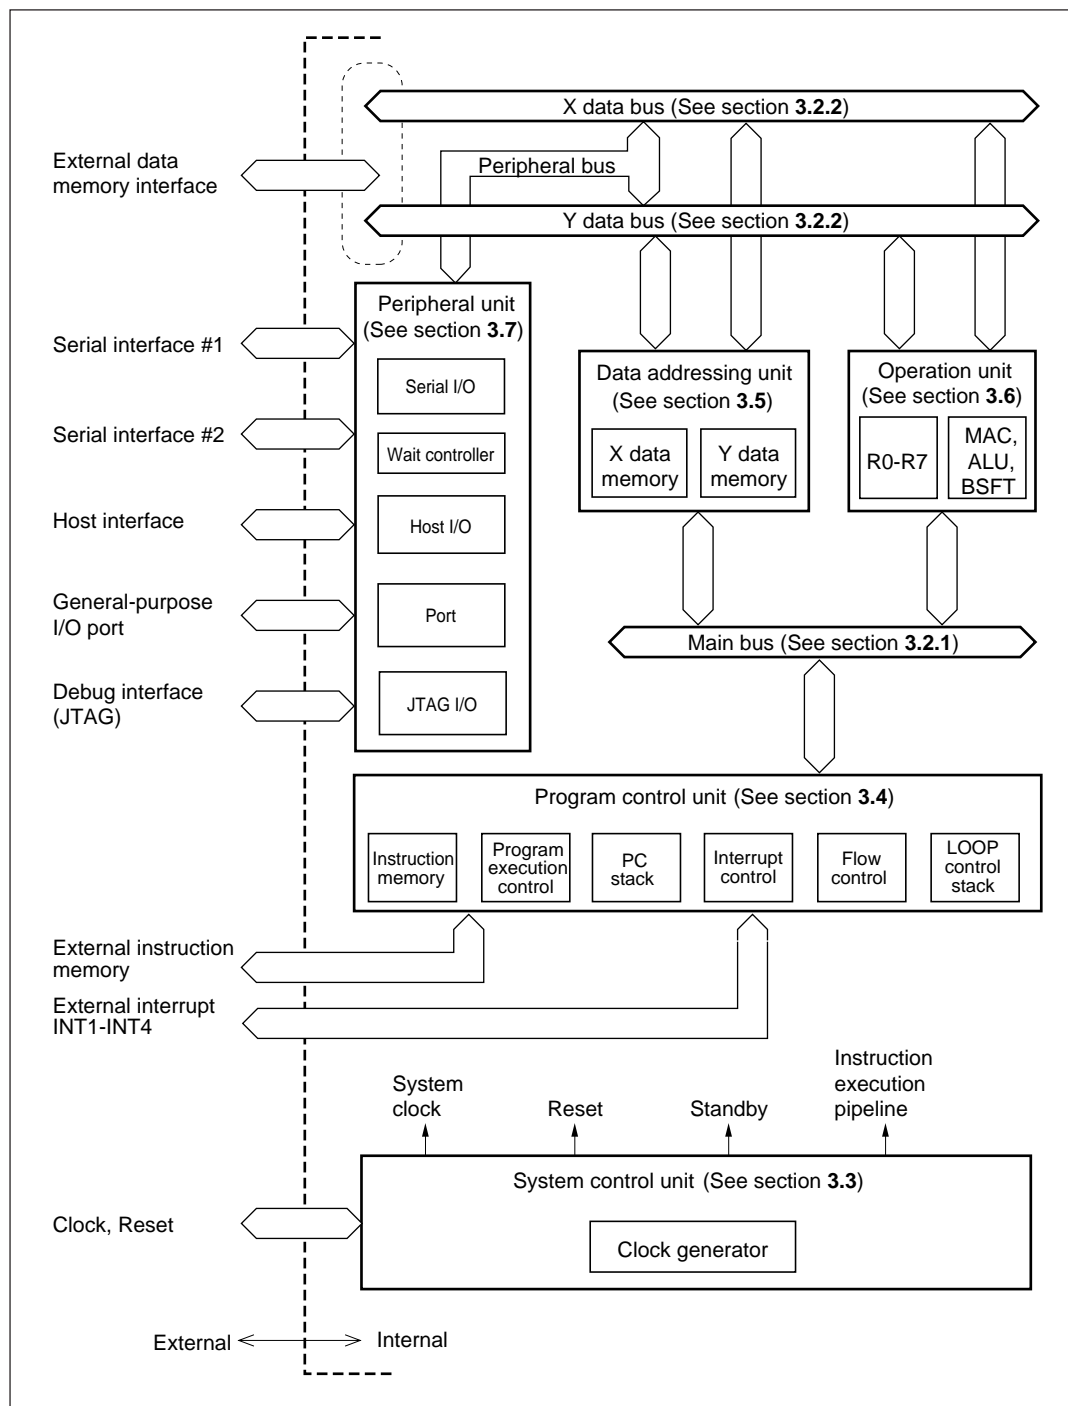 X data bus (See section 3.2.2)
External data
memory interface
Peripheral bus
Y data bus (See section 3.2.2)
Peripheral unit
(See section 3.7)
Serial interface #1
Serial I/O
Data addressing unit
(See section 3.5)
Operation unit
(See section 3.6)
Serial interface #2
Wait controller
X data
memory
Y data
memory
R0-R7
MAC,
ALU,
BSFT
Host interface
Host I/O
General-purpose
I/O port
Port
Main bus (See section 3.2.1)
Debug interface
(JTAG)
JTAG I/O
Program control unit (See section 3.4)
Instruction
memory
Program
execution
control
PC
stack
Interrupt
control
Flow
control
LOOP
control
stack
External instruction
memory
External interrupt
INT1-INT4
System
clock
Reset
Standby
Instruction
execution
pipeline
System control unit (See section 3.3)
Clock, Reset
Clock generator
External
Internal